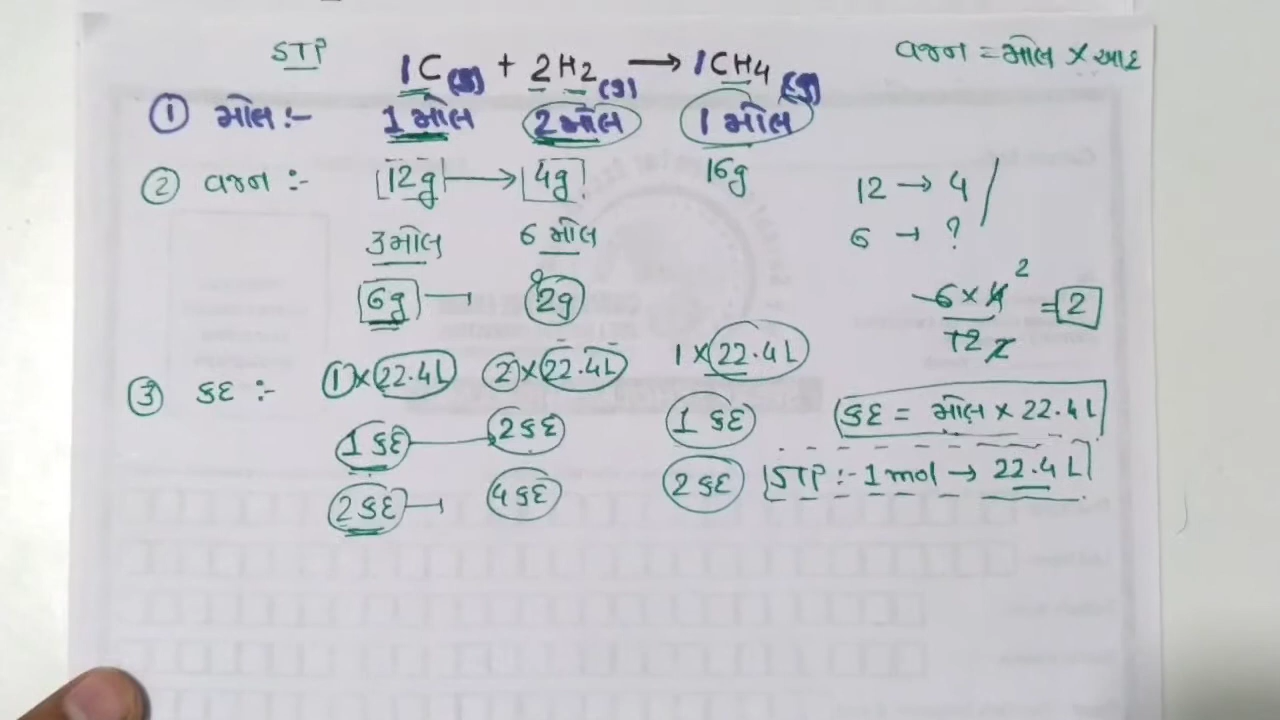 STP
1C(g) + 2H2(g) → 1CH4(g)
વજન = મોલ × આદ
① મોલ :- 1 મોલ 2 મોલ 1 મોલ
② વજન :- 12g → 4g 16g
12 → 4
6 → ?
3 મોલ 6 મોલ
6g 2g
6 × 4 2
12 2
= 2
③ કદ :- 1 × 22.4L 2 × 22.4L 1 × 22.4L
1 કદ 2 કદ 1 કદ
2 કદ 4 કદ 2 કદ
કદ = મોલ × 22.4L
STP :- 1 mol → 22.4 L